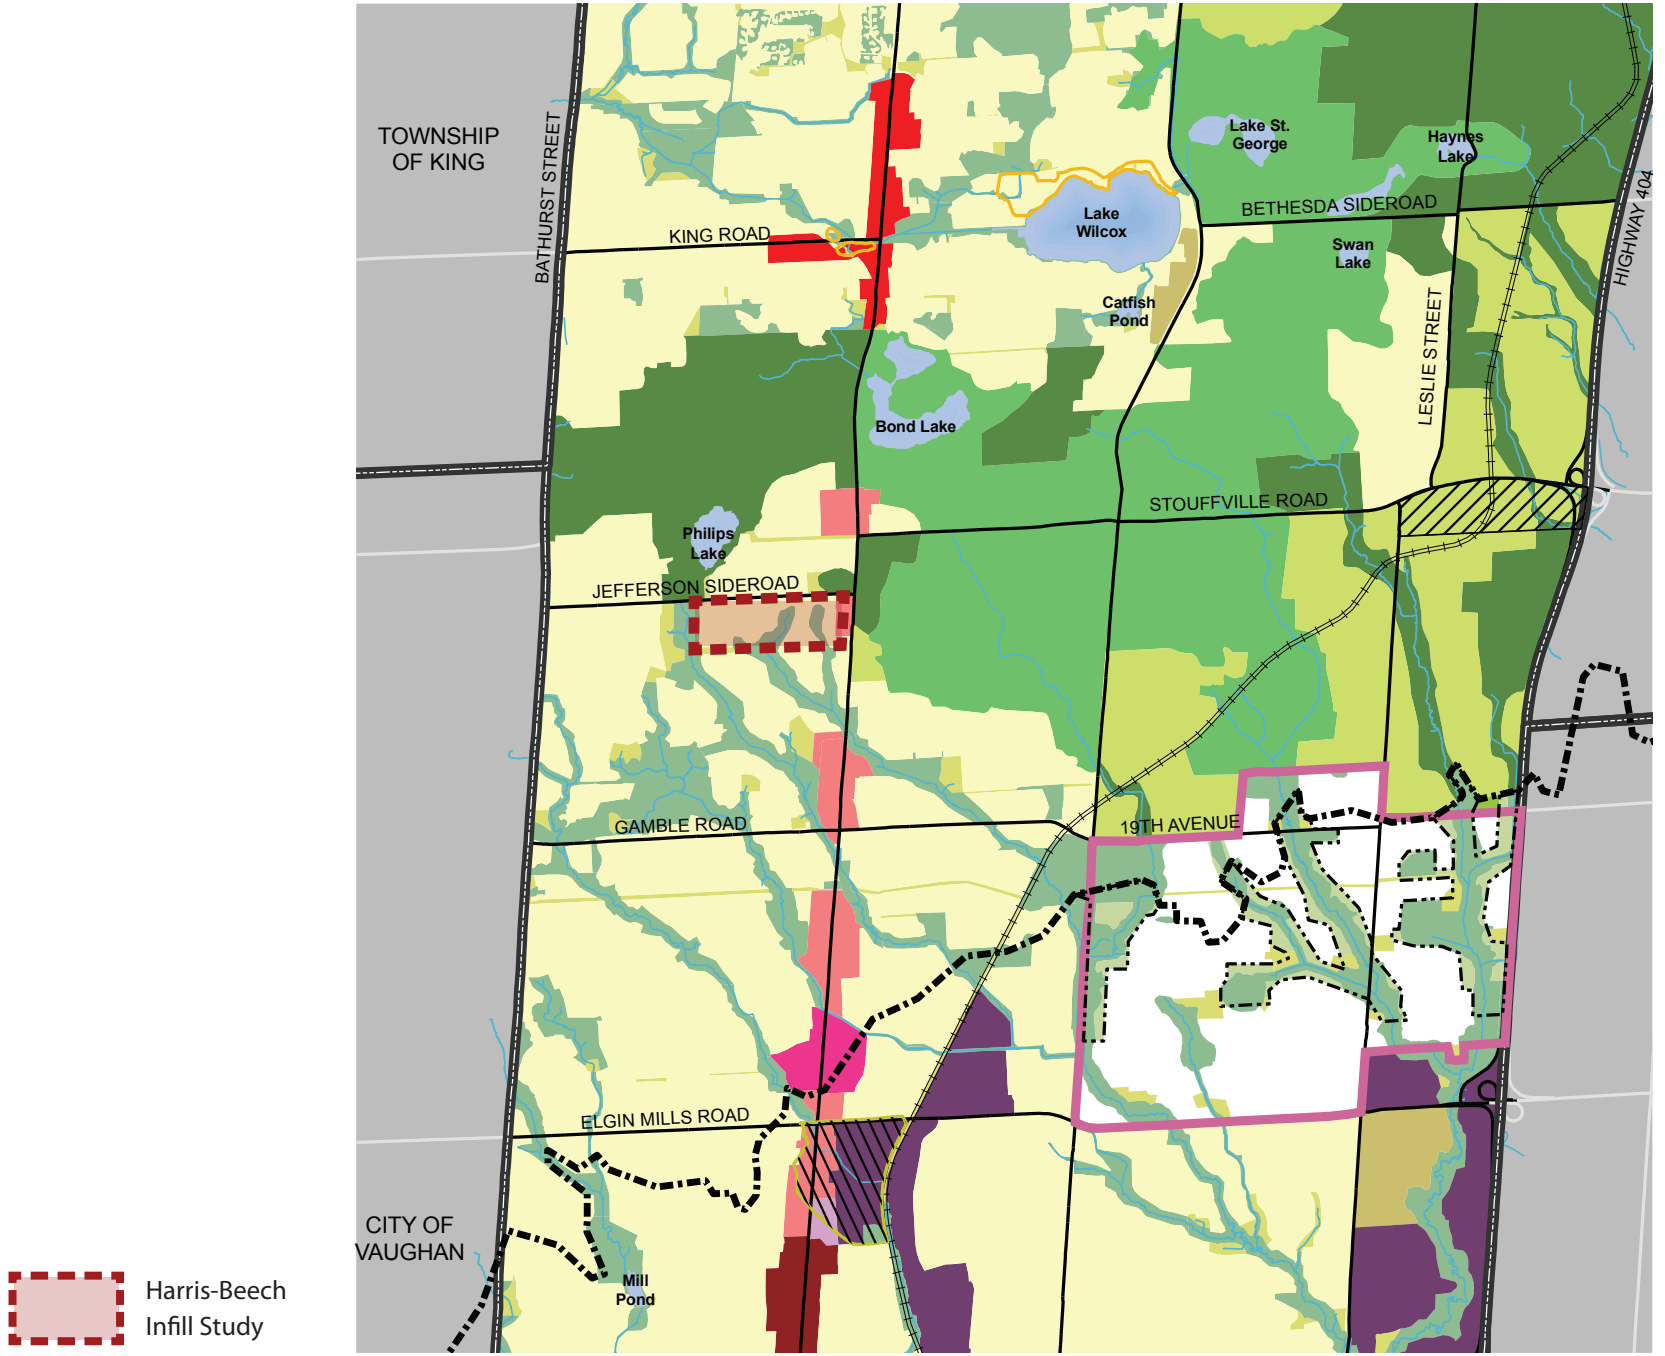 TOWNSHIP
OF KING
BATHURST STREET
KING ROAD
Lake St.
George
Haynes
Lake
Lake
Wilcox
BETHESDA SIDEROAD
HIGHWAY 404
Swan
Lake
Catfish
Pond
LESLIE STREET
Bond Lake
STOUFFVILLE ROAD
Philips
Lake
JEFFERSON SIDEROAD
GAMBLE ROAD
19TH AVENUE
ELGIN MILLS ROAD
CITY OF
VAUGHAN
Mill
Pond
Harris-Beech
Infill Study